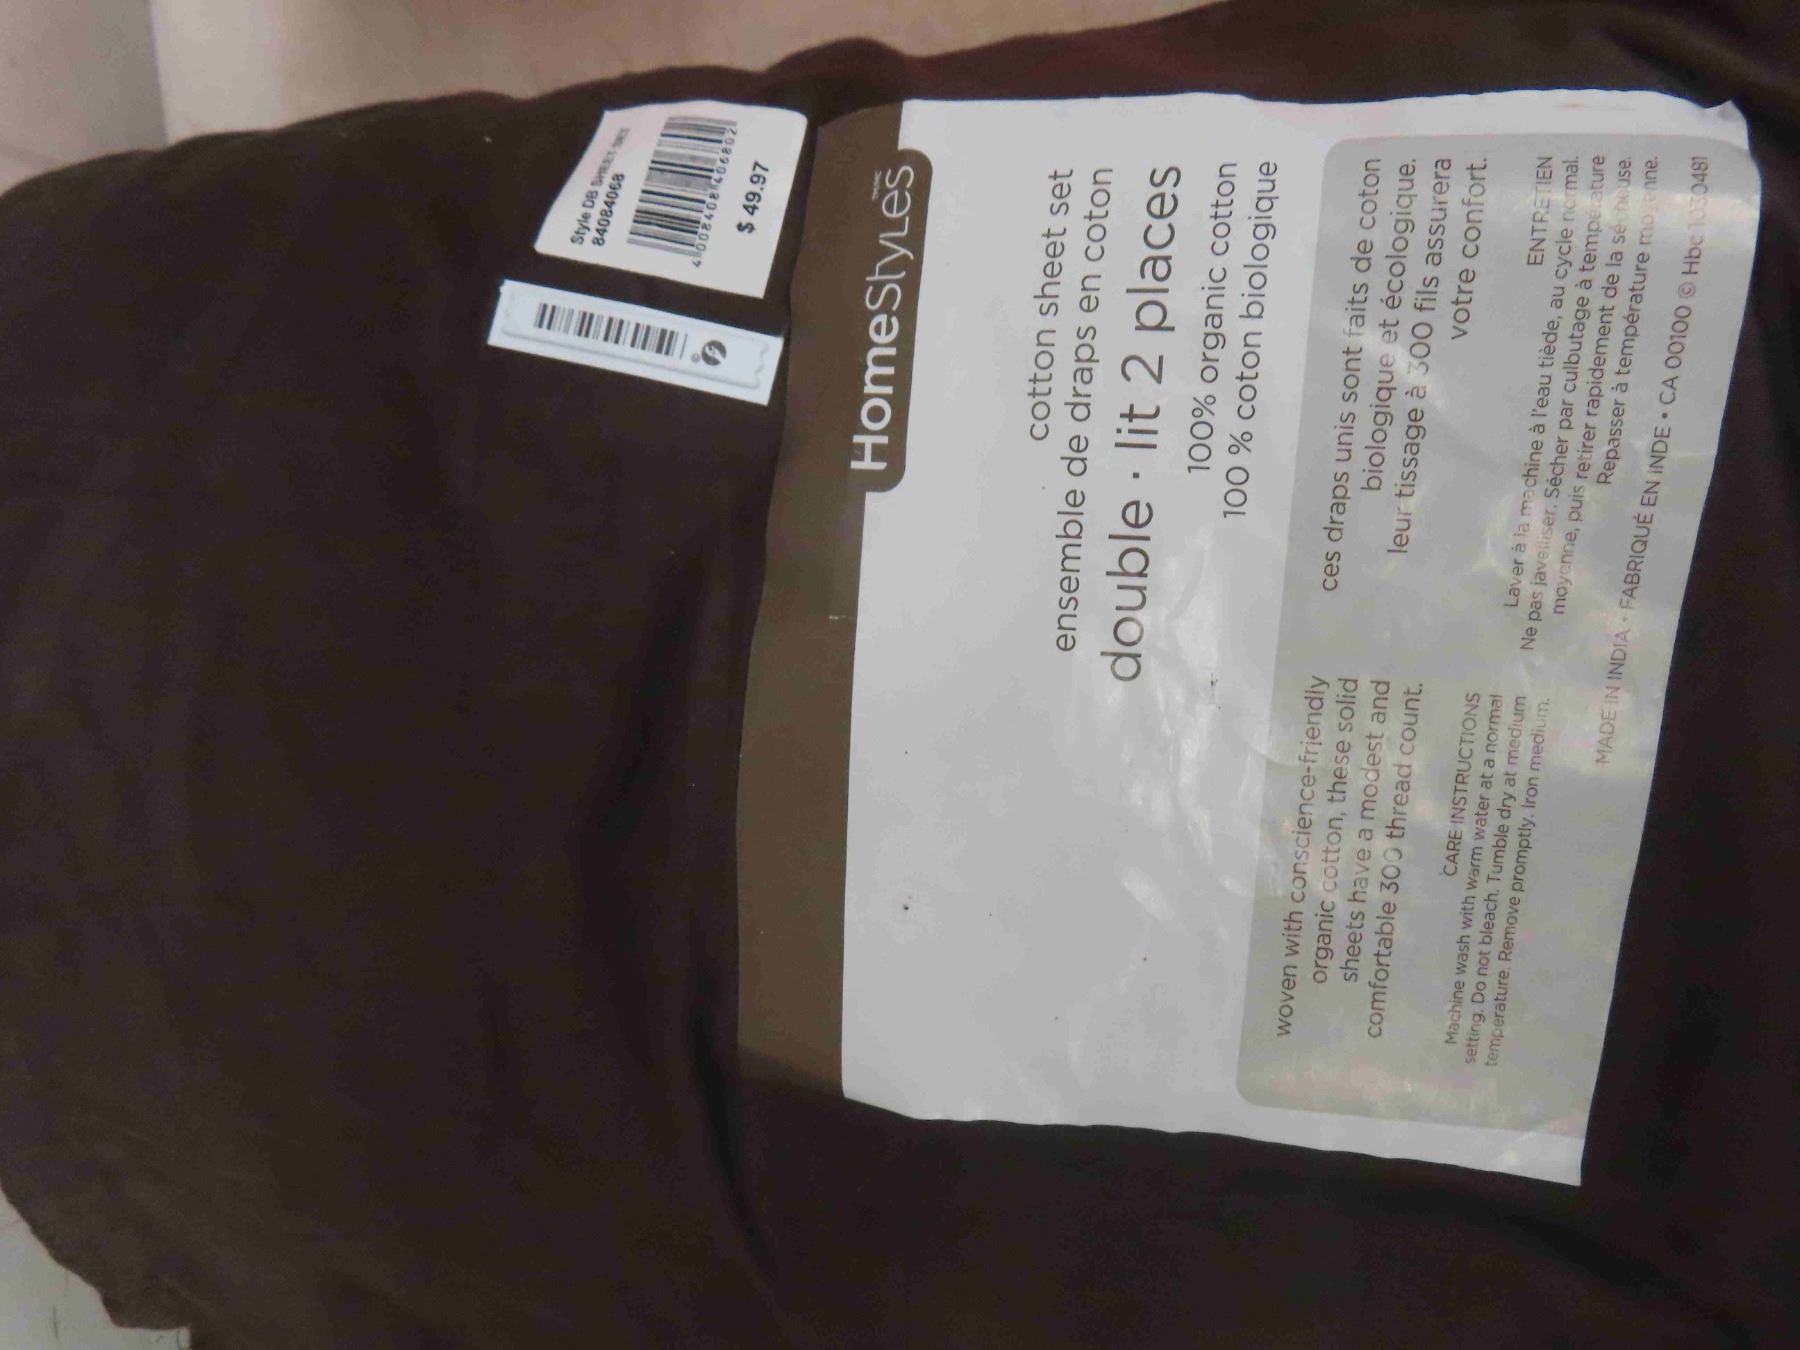 Style DB SHEET SET
84084068
400840840680 2
$ 49.97
HomeStyles
cotton sheet set
ensemble de draps en coton
double · lit 2 places
100% organic cotton
100 % coton biologique
woven with conscience-friendly
organic cotton, these solid
sheets have a modest and
comfortable 300 thread count.
CARE INSTRUCTIONS
Machine wash with warm water at a normal
setting. Do not bleach. Tumble dry at medium
temperature. Remove promptly. Iron medium.
ces draps unis sont faits de coton
biologique et écologique.
leur tissage à 300 fils assurera
votre confort.
ENTRETIEN
Laver à la machine à l'eau tiède, au cycle normal.
Ne pas javelliser. Sécher par culbutage à température
moyenne, puis retirer rapidement de la sécheuse.
Repasser à température moyenne.
MADE IN INDIA • FABRIQUÉ EN INDE • CA 00100 © Hbc 1030481